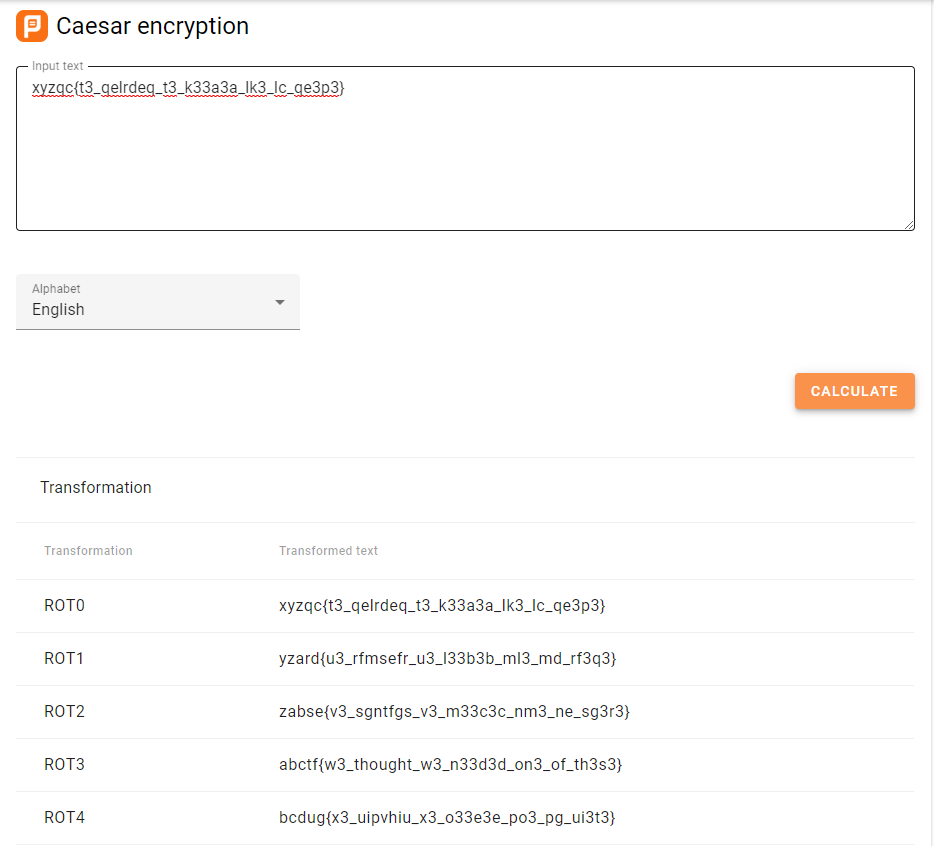 Caesar encryption
Input text
xyzqc{t3_qelrdeq_t3_k33a3a_lk3_lc_qe3p3}
Alphabet
English
CALCULATE
Transformation
Transformation Transformed text
ROT0 xyzqc{t3_qelrdeq_t3_k33a3a_lk3_lc_qe3p3}
ROT1 yzard{u3_rfmsefr_u3_l33b3b_ml3_md_rf3q3}
ROT2 zabse{v3_sgntfgs_v3_m33c3c_nm3_ne_sg3r3}
ROT3 abctf{w3_thought_w3_n33d3d_on3_of_th3s3}
ROT4 bcdug{x3_uipvhiu_x3_o33e3e_po3_pg_ui3t3}